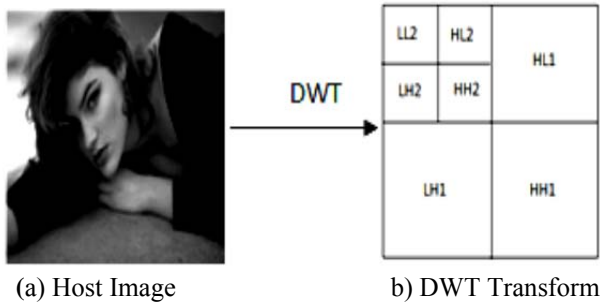 LL2 HL2
HL1
DWT
LH2 HH2
LH1 HH1
(a) Host Image b) DWT Transform